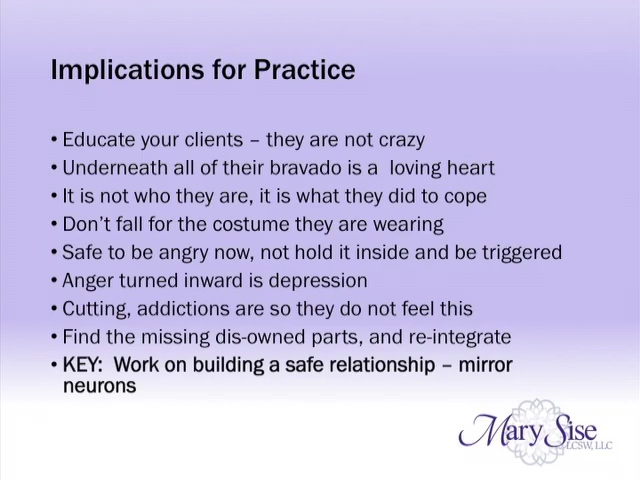 Implications for Practice
• Educate your clients – they are not crazy
• Underneath all of their bravado is a loving heart
• It is not who they are, it is what they did to cope
• Don't fall for the costume they are wearing
• Safe to be angry now, not hold it inside and be triggered
• Anger turned inward is depression
• Cutting, addictions are so they do not feel this
• Find the missing dis-owned parts, and re-integrate
• KEY: Work on building a safe relationship – mirror
neurons
Mary Sise
LCSW, LLC